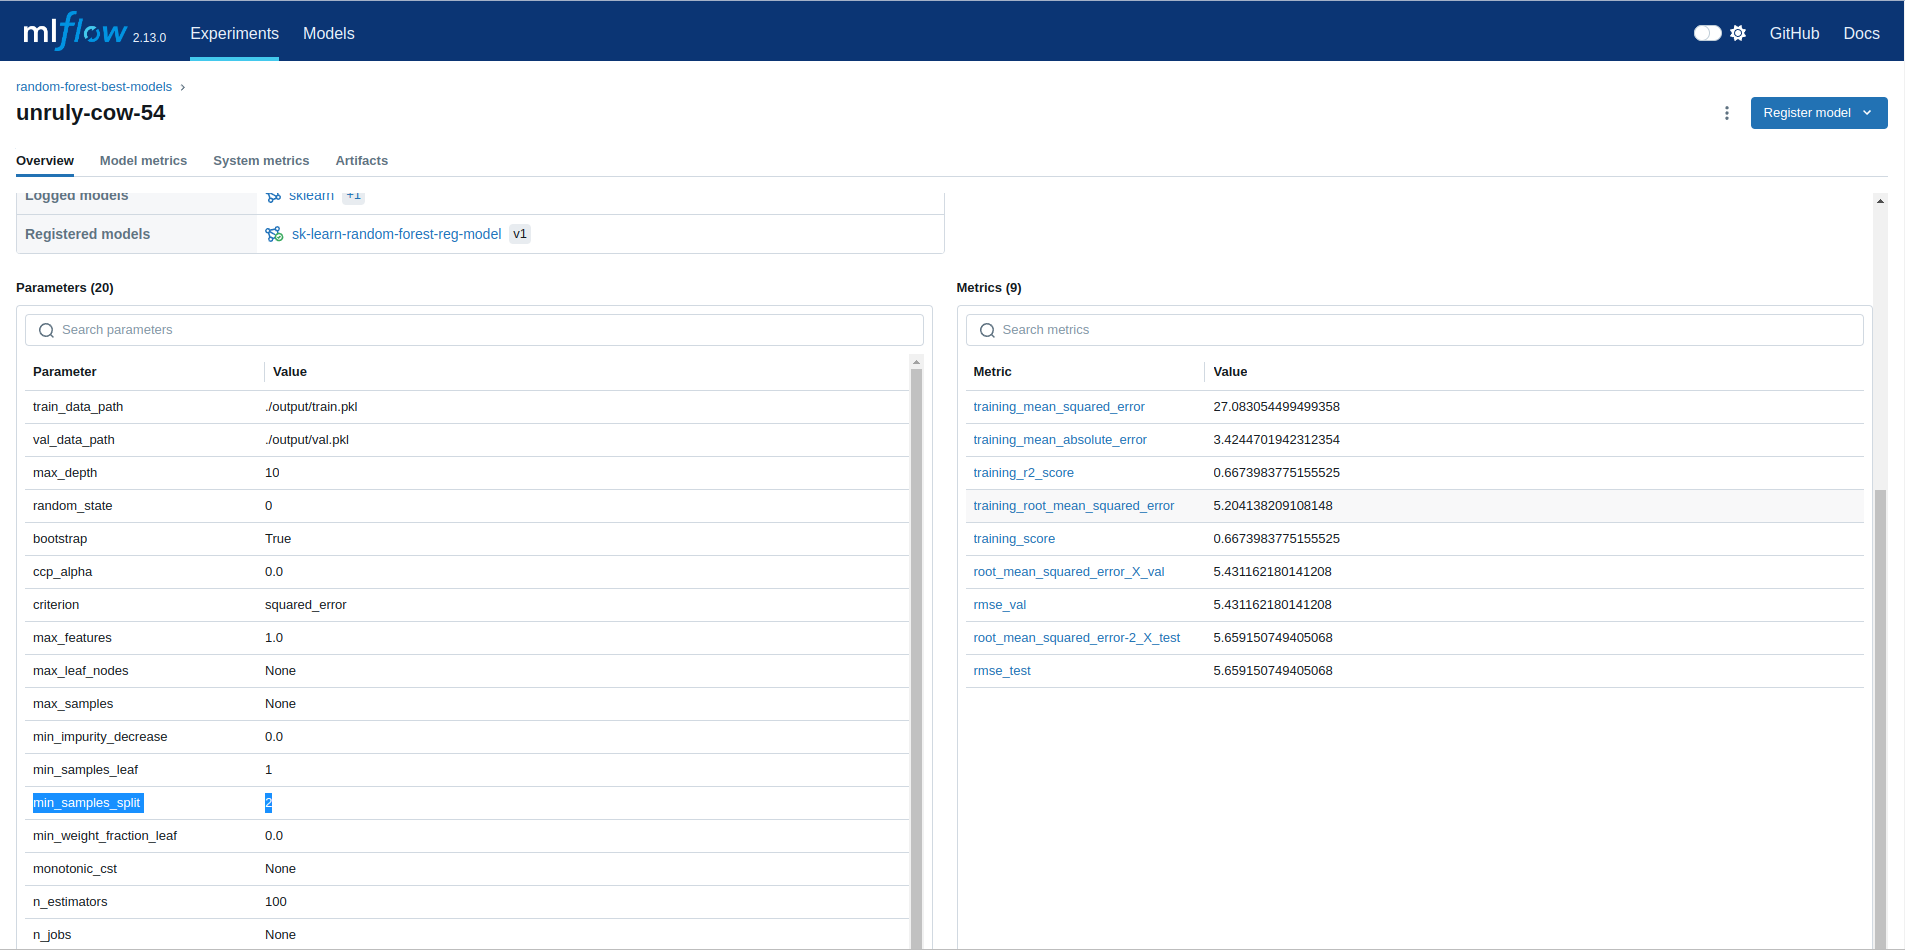 mlflow 2.13.0 Experiments Models GitHub Docs
random-forest-best-models ›
unruly-cow-54
Register model
Overview Model metrics System metrics Artifacts
Logged models sklearn +1
Registered models sk-learn-random-forest-reg-model v1
Parameters (20)
Search parameters
Parameter Value
train_data_path ./output/train.pkl
val_data_path ./output/val.pkl
max_depth 10
random_state 0
bootstrap True
ccp_alpha 0.0
criterion squared_error
max_features 1.0
max_leaf_nodes None
max_samples None
min_impurity_decrease 0.0
min_samples_leaf 1
min_samples_split 2
min_weight_fraction_leaf 0.0
monotonic_cst None
n_estimators 100
n_jobs None
Metrics (9)
Search metrics
Metric Value
training_mean_squared_error 27.083054499499358
training_mean_absolute_error 3.4244701942312354
training_r2_score 0.6673983775155525
training_root_mean_squared_error 5.204138209108148
training_score 0.6673983775155525
root_mean_squared_error_X_val 5.431162180141208
rmse_val 5.431162180141208
root_mean_squared_error-2_X_test 5.659150749405068
rmse_test 5.659150749405068